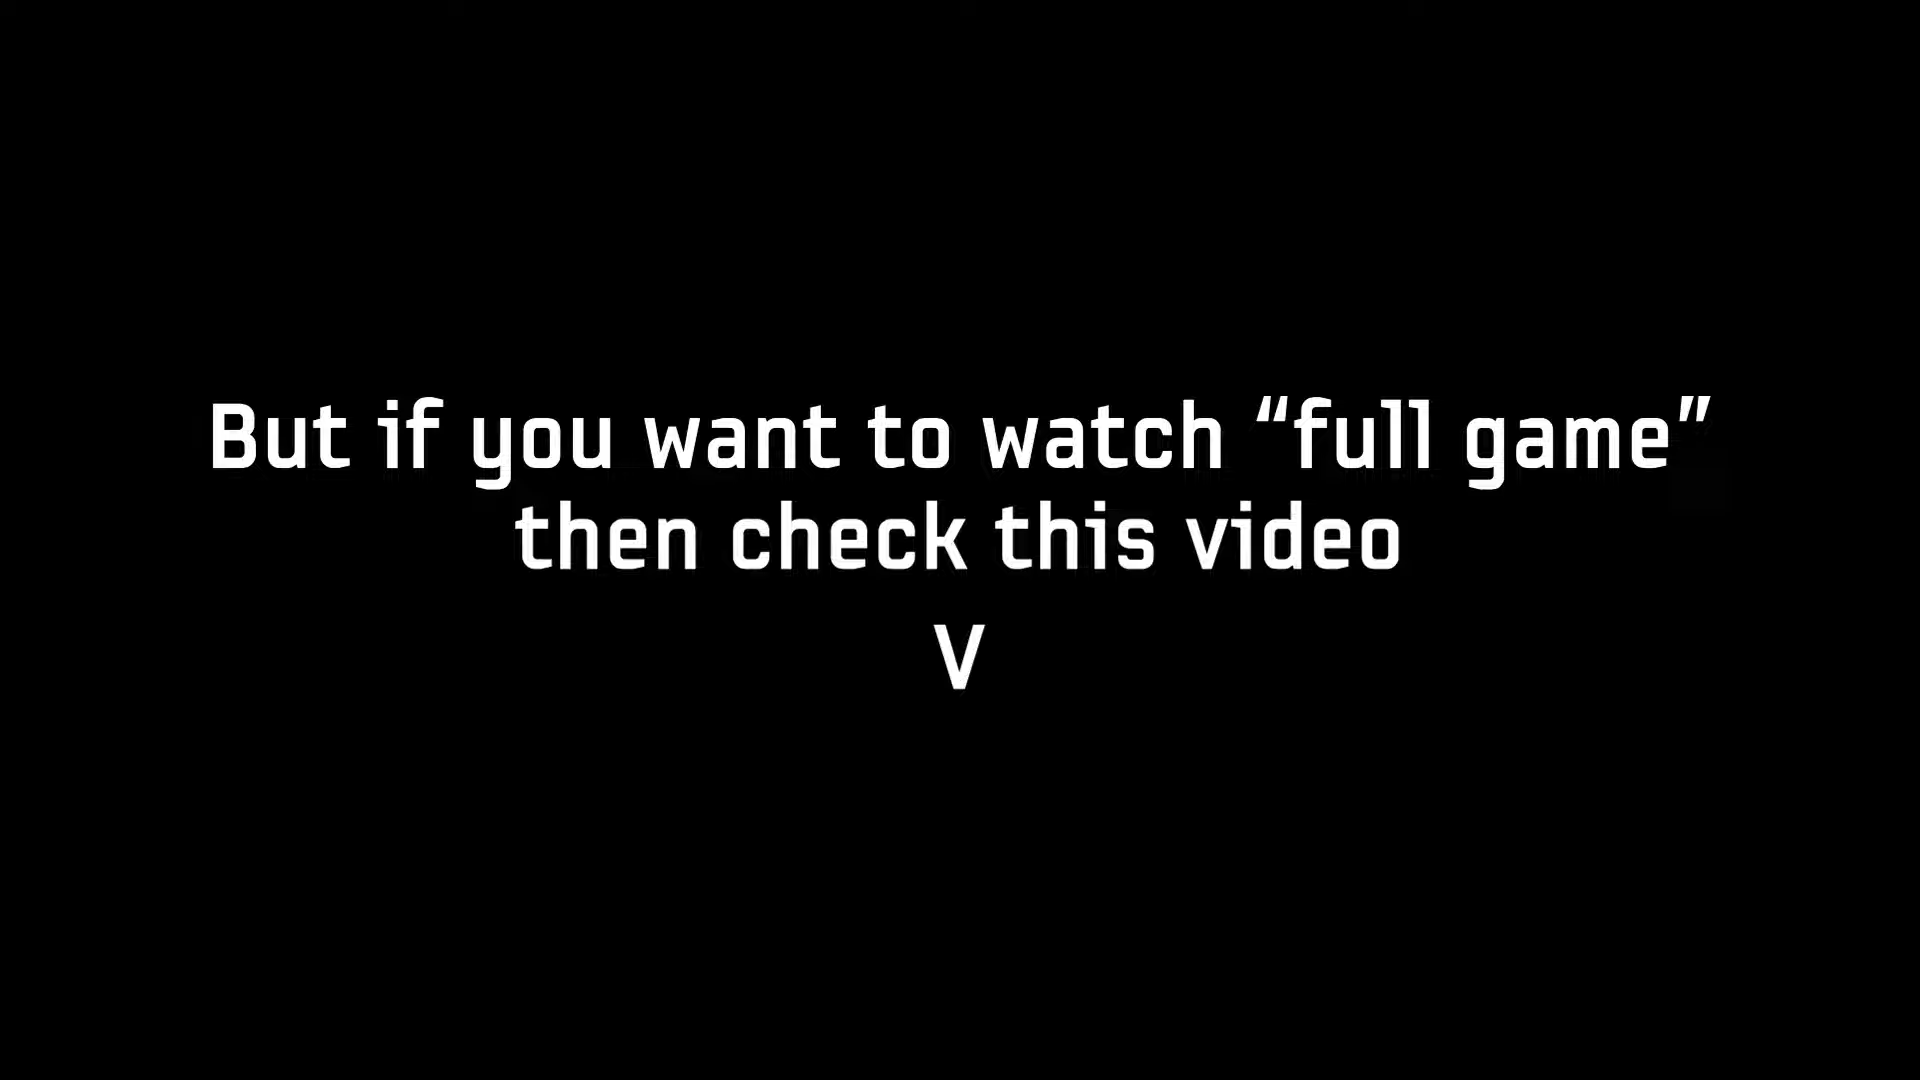 But if you want to watch “full game”
then check this video
V